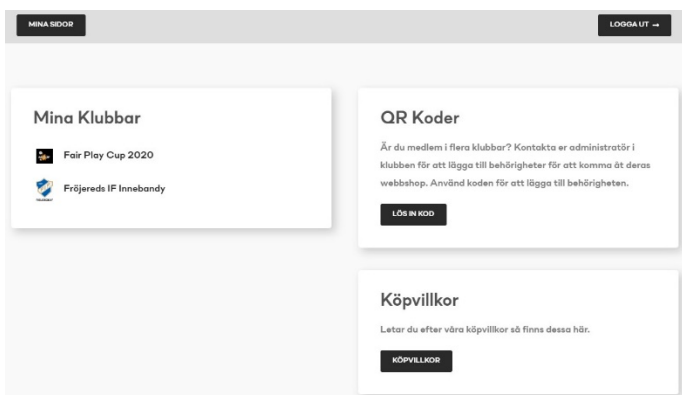 MINA SIDOR
LOGGA UT →
Mina Klubbar
Fair Play Cup 2020
Fröjereds IF Innebandy
QR Koder
Är du medlem i flera klubbar? Kontakta er administratör i
klubben för att lägga till behörigheter för att komma åt deras
webbshop. Använd koden för att lägga till behörigheten.
LÖS IN KOD
Köpvillkor
Letar du efter våra köpvillkor så finns dessa här.
KÖPVILLKOR